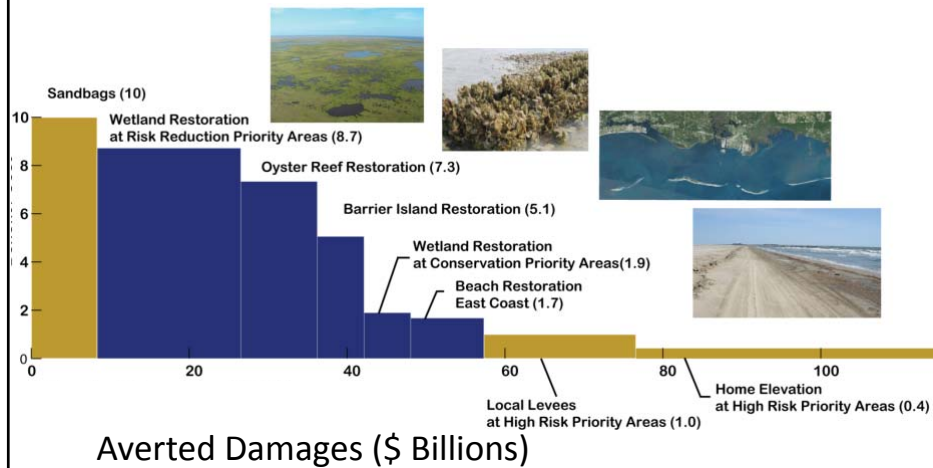 Sandbags (10)
Wetland Restoration
at Risk Reduction Priority Areas (8.7)
Oyster Reef Restoration (7.3)
Barrier Island Restoration (5.1)
Wetland Restoration
at Conservation Priority Areas(1.9)
Beach Restoration
East Coast (1.7)
10
8
6
4
2
0
0
20
40
60
80
100
Local Levees
at High Risk Priority Areas (1.0)
Home Elevation
at High Risk Priority Areas (0.4)
Averted Damages ($ Billions)